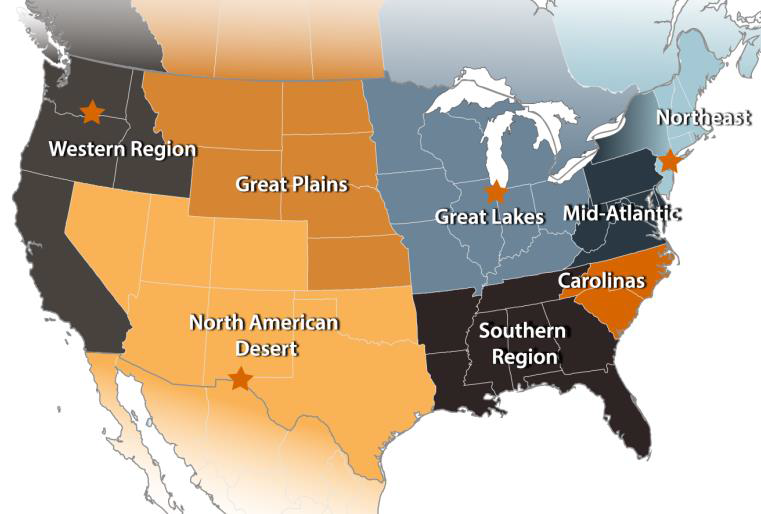 Northeast
Western Region
Great Plains
Great Lakes
Mid-Atlantic
Carolinas
North American
Desert
Southern
Region